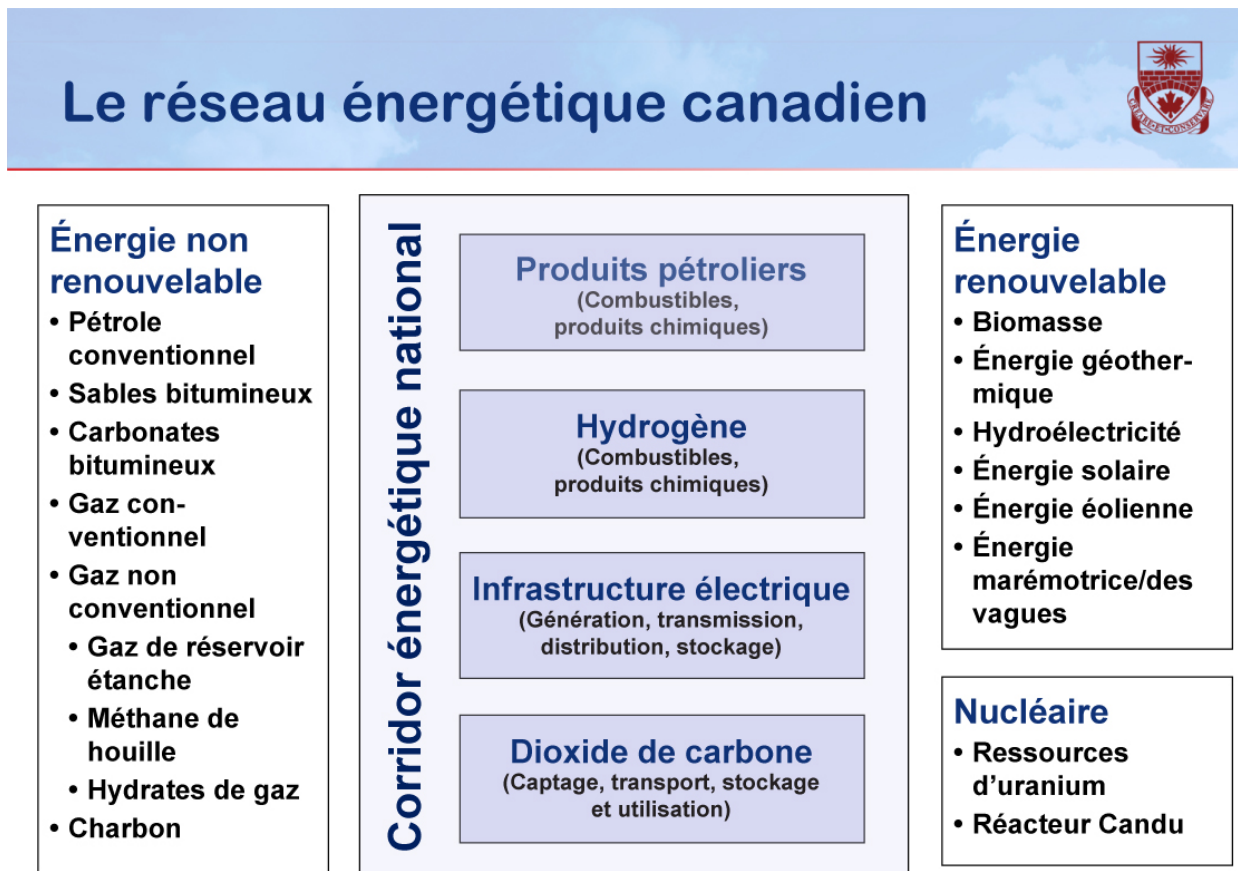 Le réseau énergétique canadien
CREARE·ET·CONSERVARE
Énergie non
renouvelable
• Pétrole
conventionnel
• Sables bitumineux
• Carbonates
bitumineux
• Gaz con-
ventionnel
• Gaz non
conventionnel
• Gaz de réservoir
étanche
• Méthane de
houille
• Hydrates de gaz
• Charbon
Corridor énergétique national
Produits pétroliers
(Combustibles,
produits chimiques)
Hydrogène
(Combustibles,
produits chimiques)
Infrastructure électrique
(Génération, transmission,
distribution, stockage)
Dioxide de carbone
(Captage, transport, stockage
et utilisation)
Énergie
renouvelable
• Biomasse
• Énergie géother-
mique
• Hydroélectricité
• Énergie solaire
• Énergie éolienne
• Énergie
marémotrice/des
vagues
Nucléaire
• Ressources
d'uranium
• Réacteur Candu